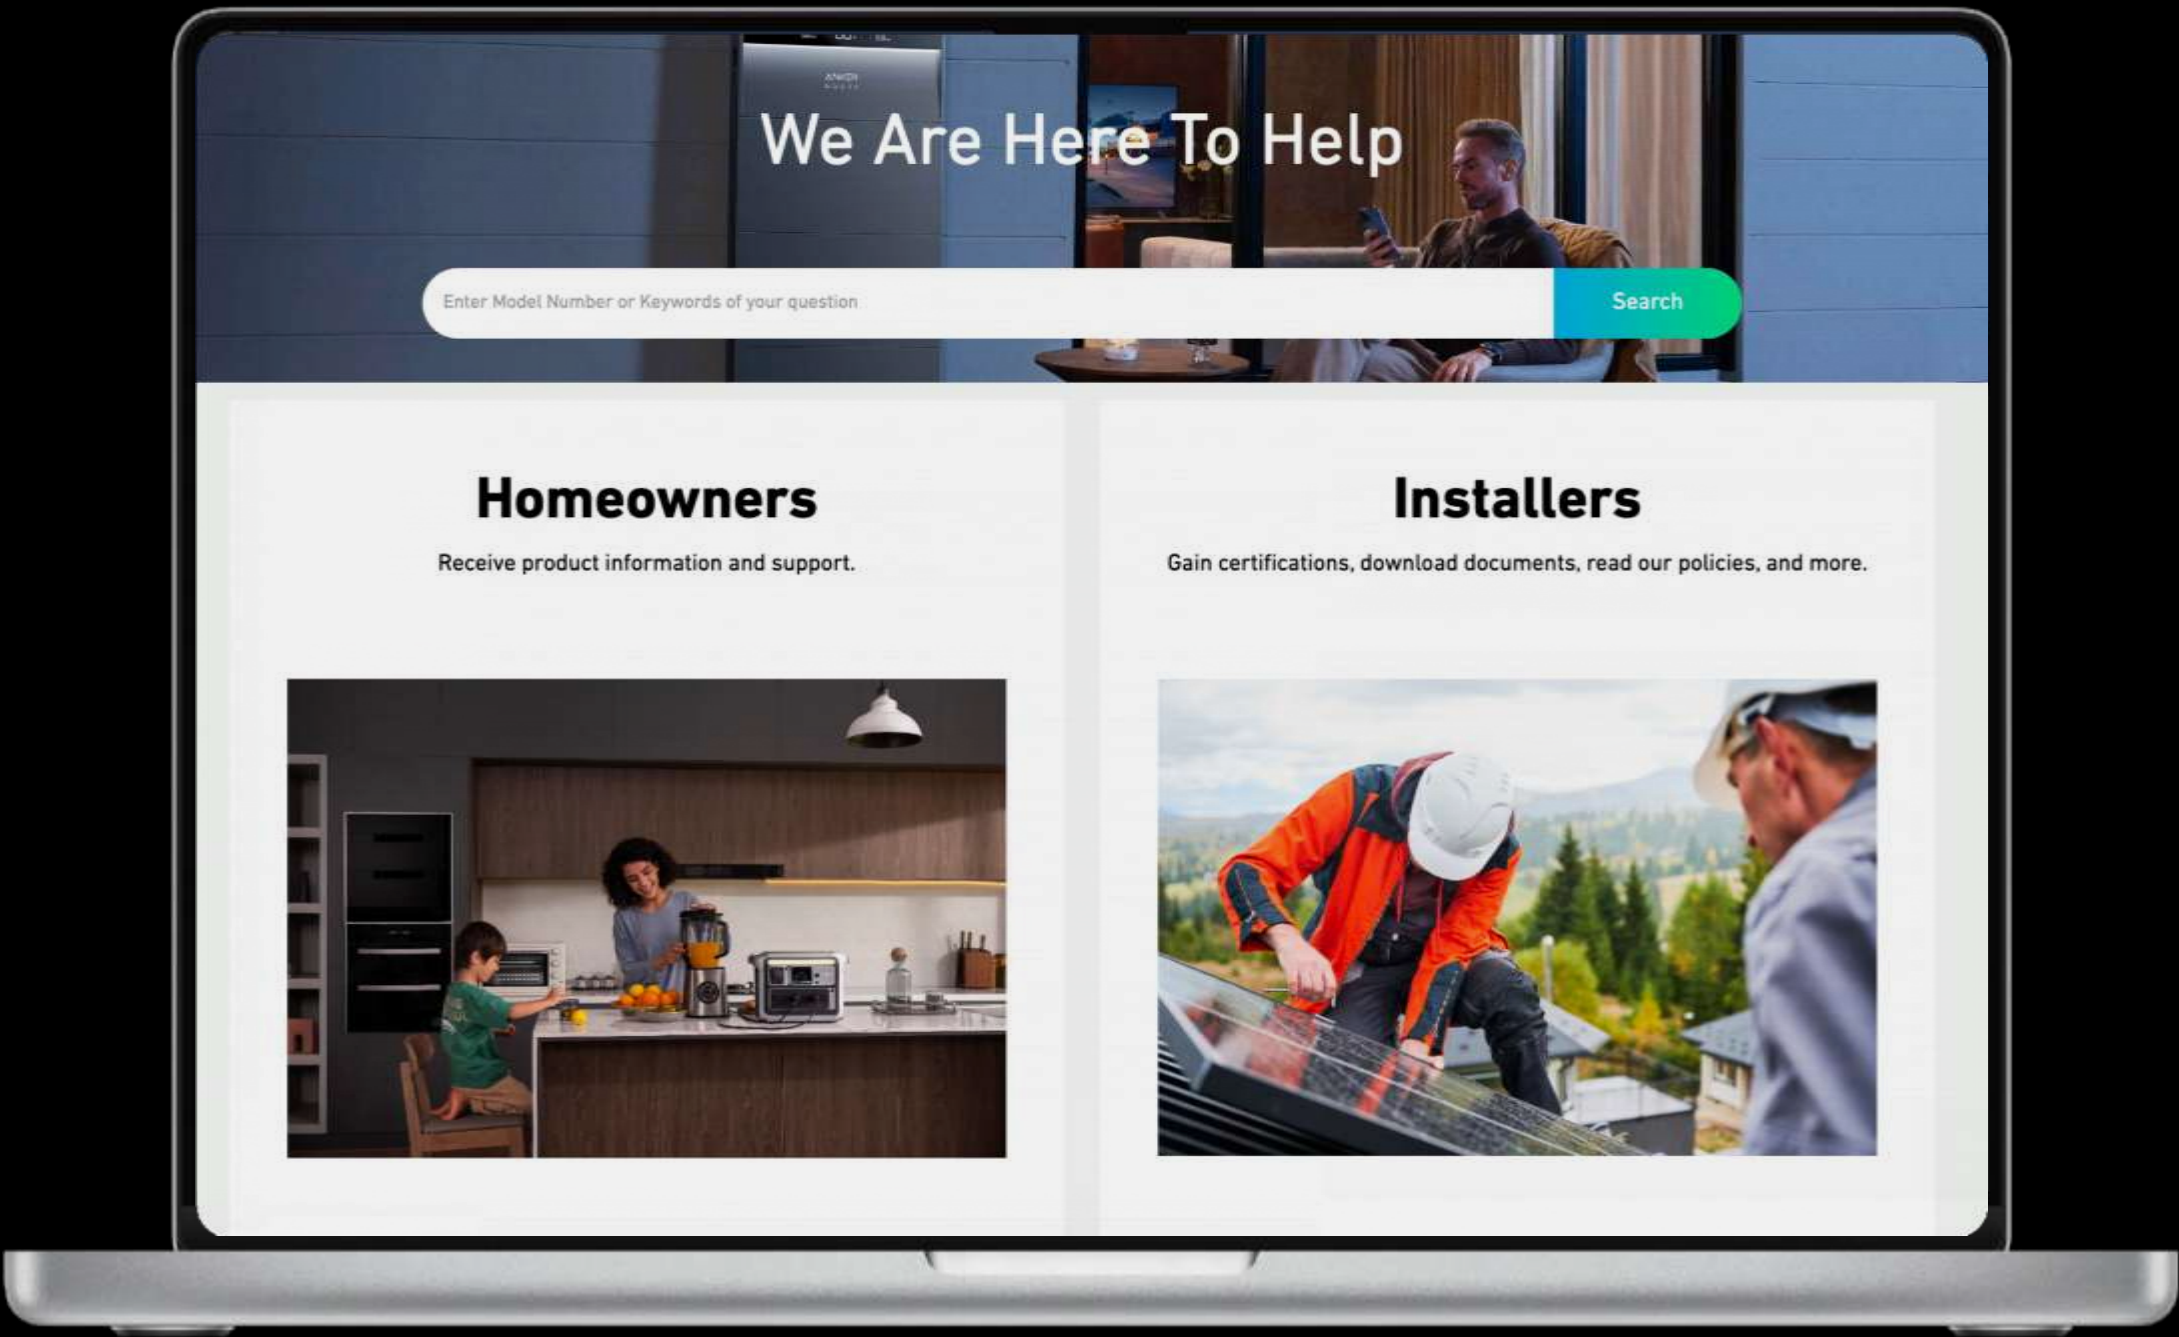 ANKER
We Are Here To Help
Enter Model Number or Keywords of your question
Search
Homeowners
Receive product information and support.
Installers
Gain certifications, download documents, read our policies, and more.